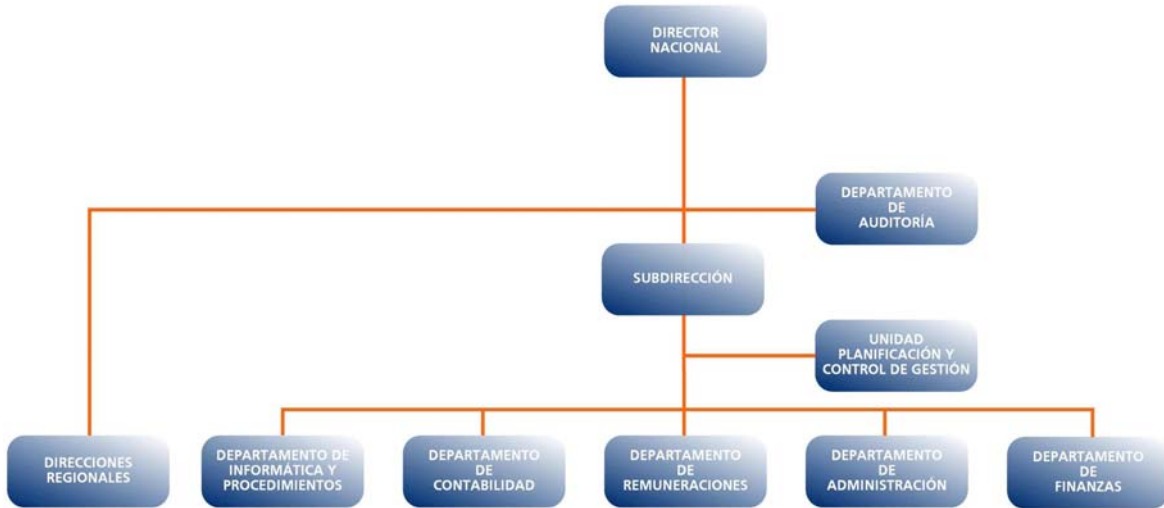 DIRECTOR
NACIONAL
DEPARTAMENTO
DE
AUDITORÍA
SUBDIRECCIÓN
UNIDAD
PLANIFICACIÓN Y
CONTROL DE GESTIÓN
DIRECCIONES
REGIONALES
DEPARTAMENTO DE
INFORMÁTICA Y
PROCEDIMIENTOS
DEPARTAMENTO
DE
CONTABILIDAD
DEPARTAMENTO
DE
REMUNERACIONES
DEPARTAMENTO
DE
ADMINISTRACIÓN
DEPARTAMENTO
DE
FINANZAS